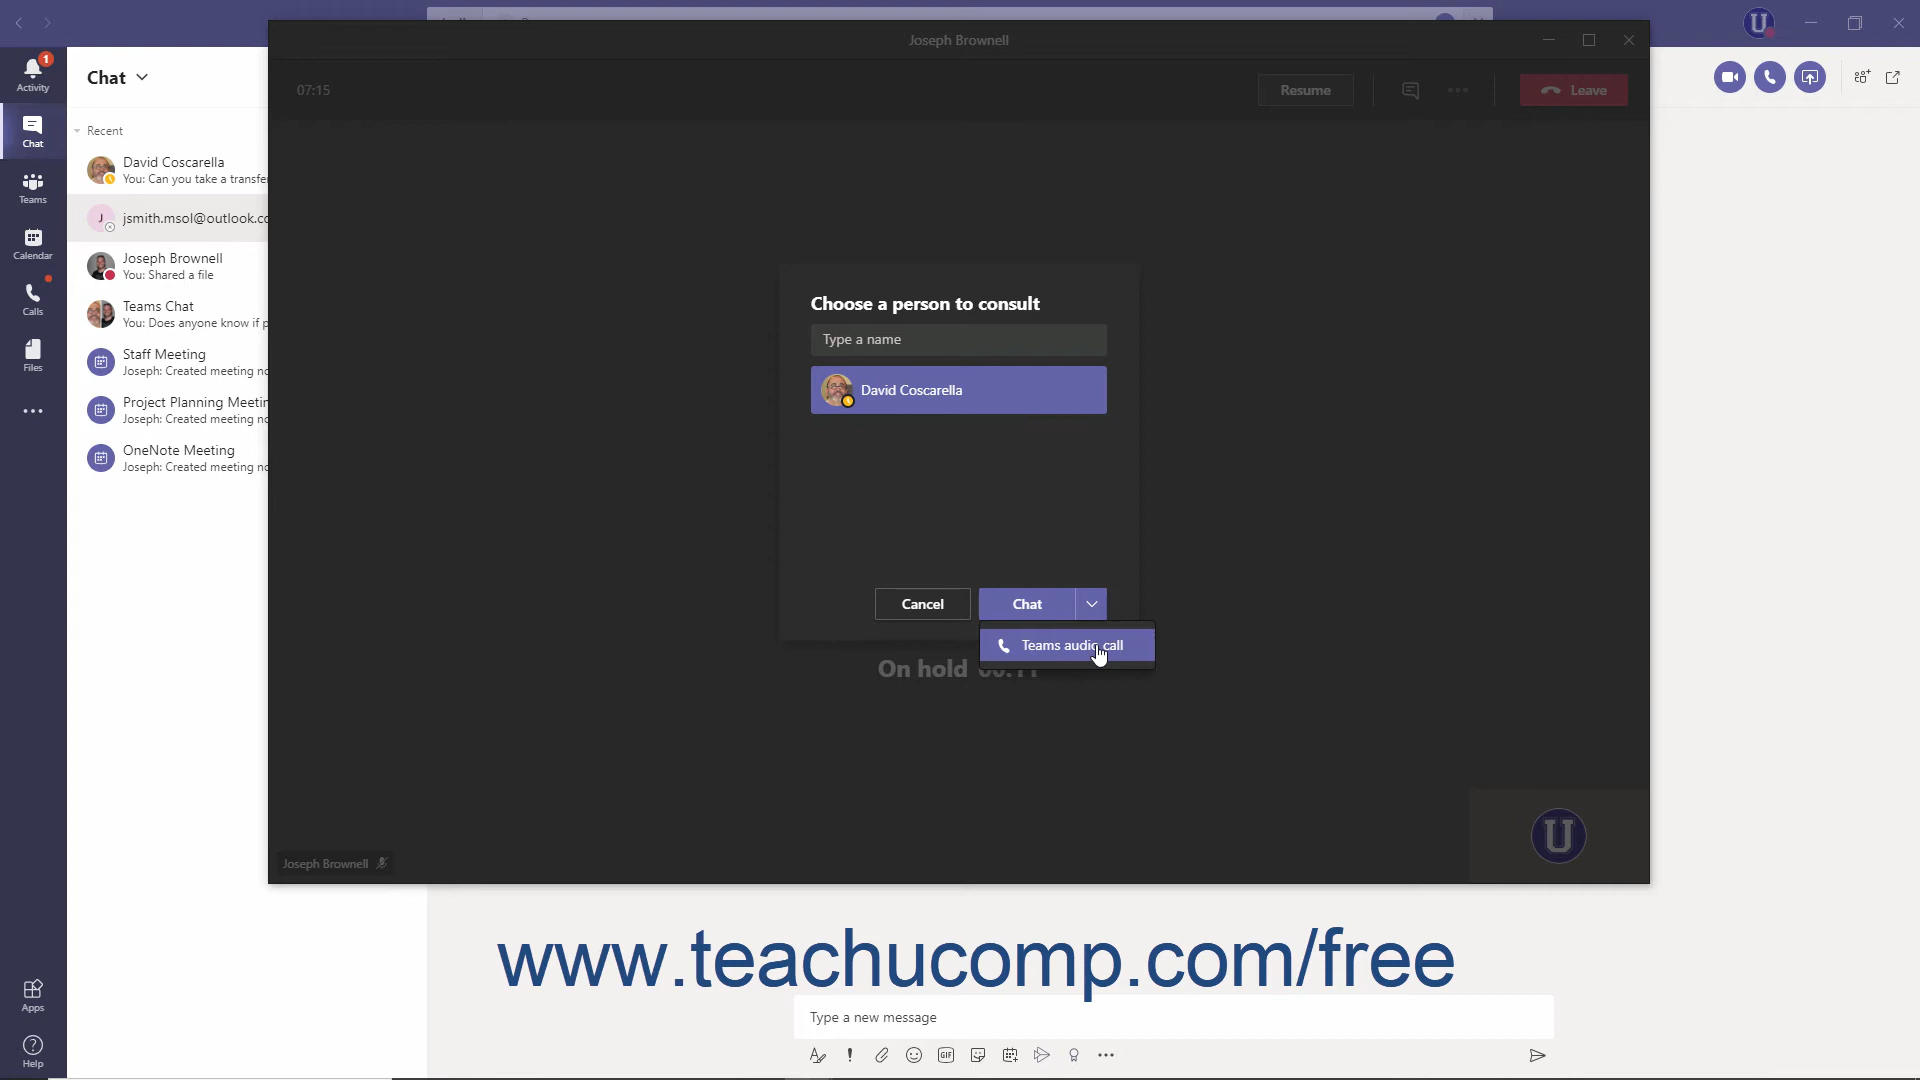 Joseph Brownell
1
Activity
Chat
Teams
Calendar
Calls
Files
Apps
Help
Chat
Recent
David Coscarella
You: Can you take a transfe
J
jsmith.msol@outlook.co
Joseph Brownell
You: Shared a file
Teams Chat
You: Does anyone know if p
Staff Meeting
Joseph: Created meeting no
Project Planning Meetin
Joseph: Created meeting no
OneNote Meeting
Joseph: Created meeting no
07:15
Resume
Leave
Choose a person to consult
Type a name
David Coscarella
Cancel
Chat
Teams audio call
On hold
Joseph Brownell
U
U
www.teachucomp.com/free
Type a new message
GIF